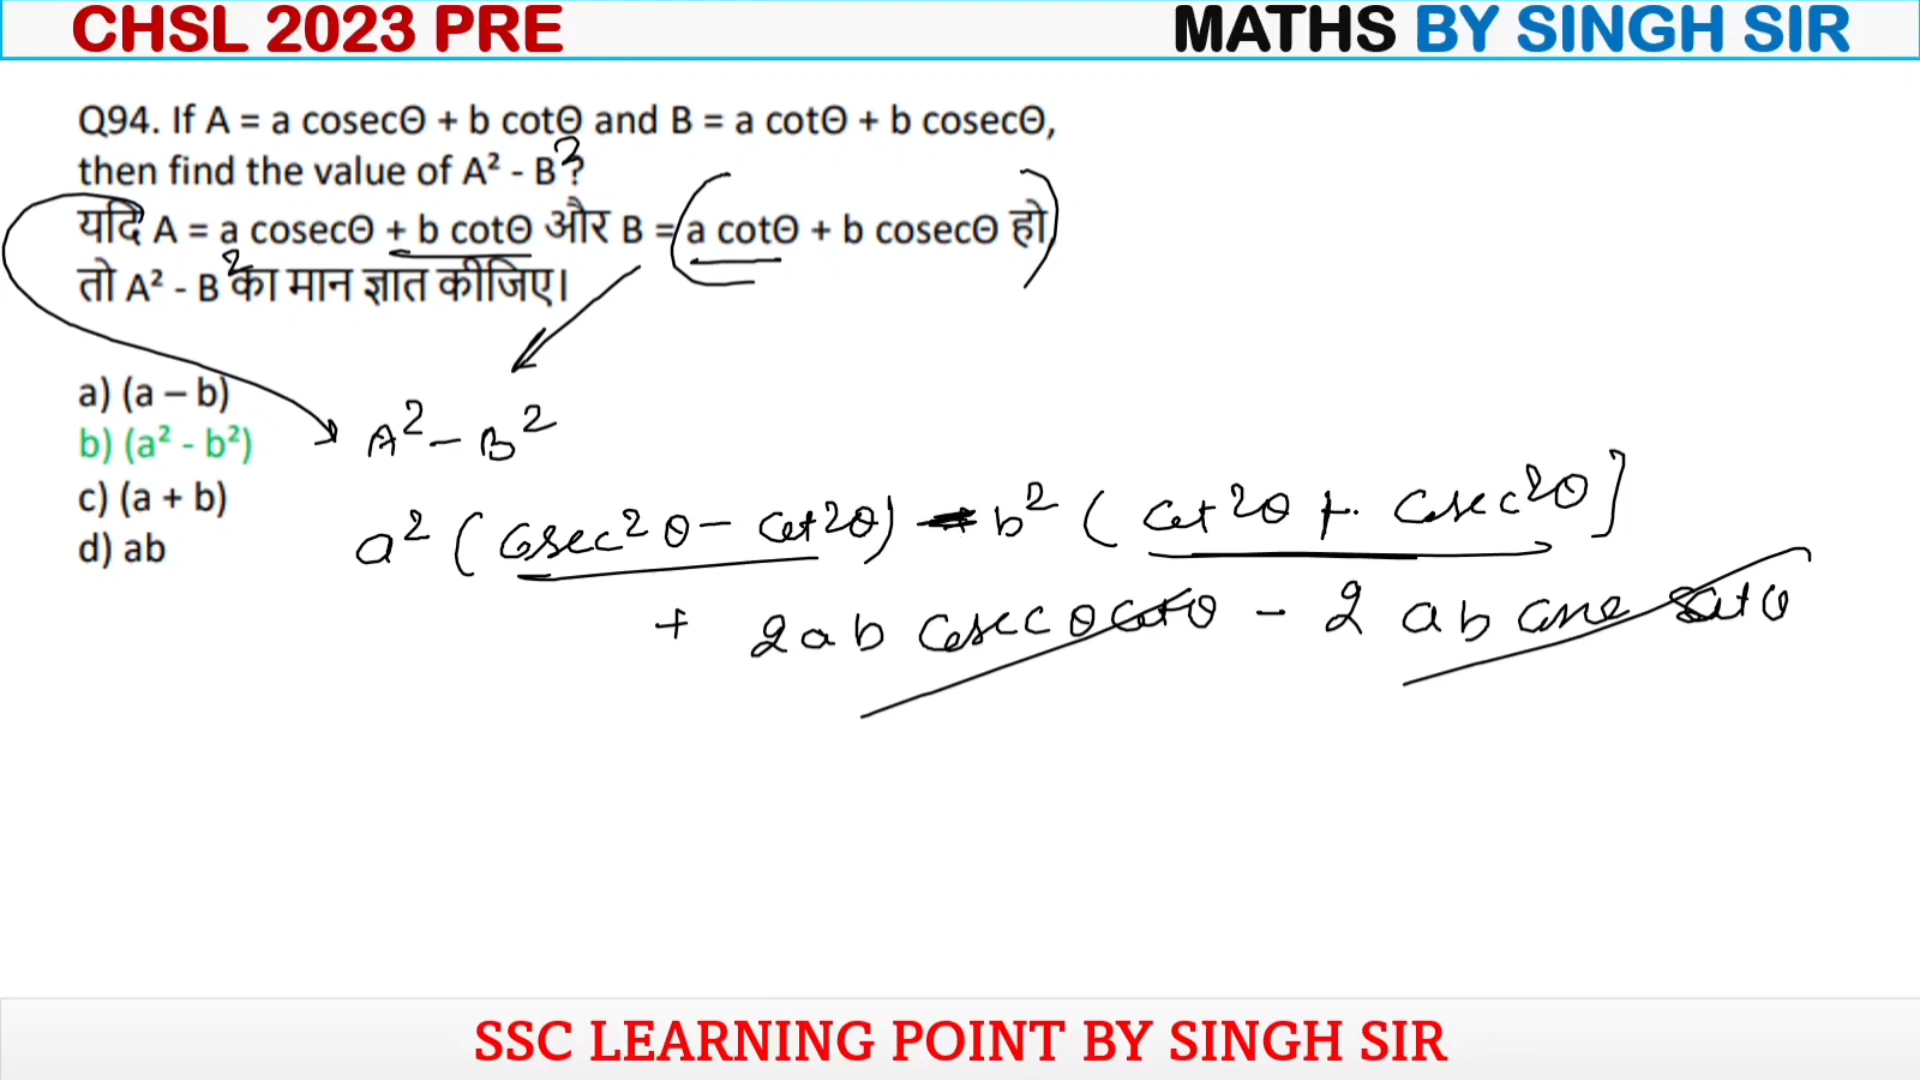 CHSL 2023 PRE
MATHS BY SINGH SIR
Q94. If A = a cosecΘ + b cotΘ and B = a cotΘ + b cosecΘ,
then find the value of A² - B²?
यदि A = a cosecΘ + b cotΘ और B = a cotΘ + b cosecΘ हो,
तो A² - B² का मान ज्ञात कीजिए।
a) (a – b)
b) (a² - b²)
c) (a + b)
d) ab
A² - B²
a² (cosec²θ - cot²θ) - b² (cot²θ + cosec²θ]
+ 2ab cosecθ cotθ - 2ab cotθ
SSC LEARNING POINT BY SINGH SIR